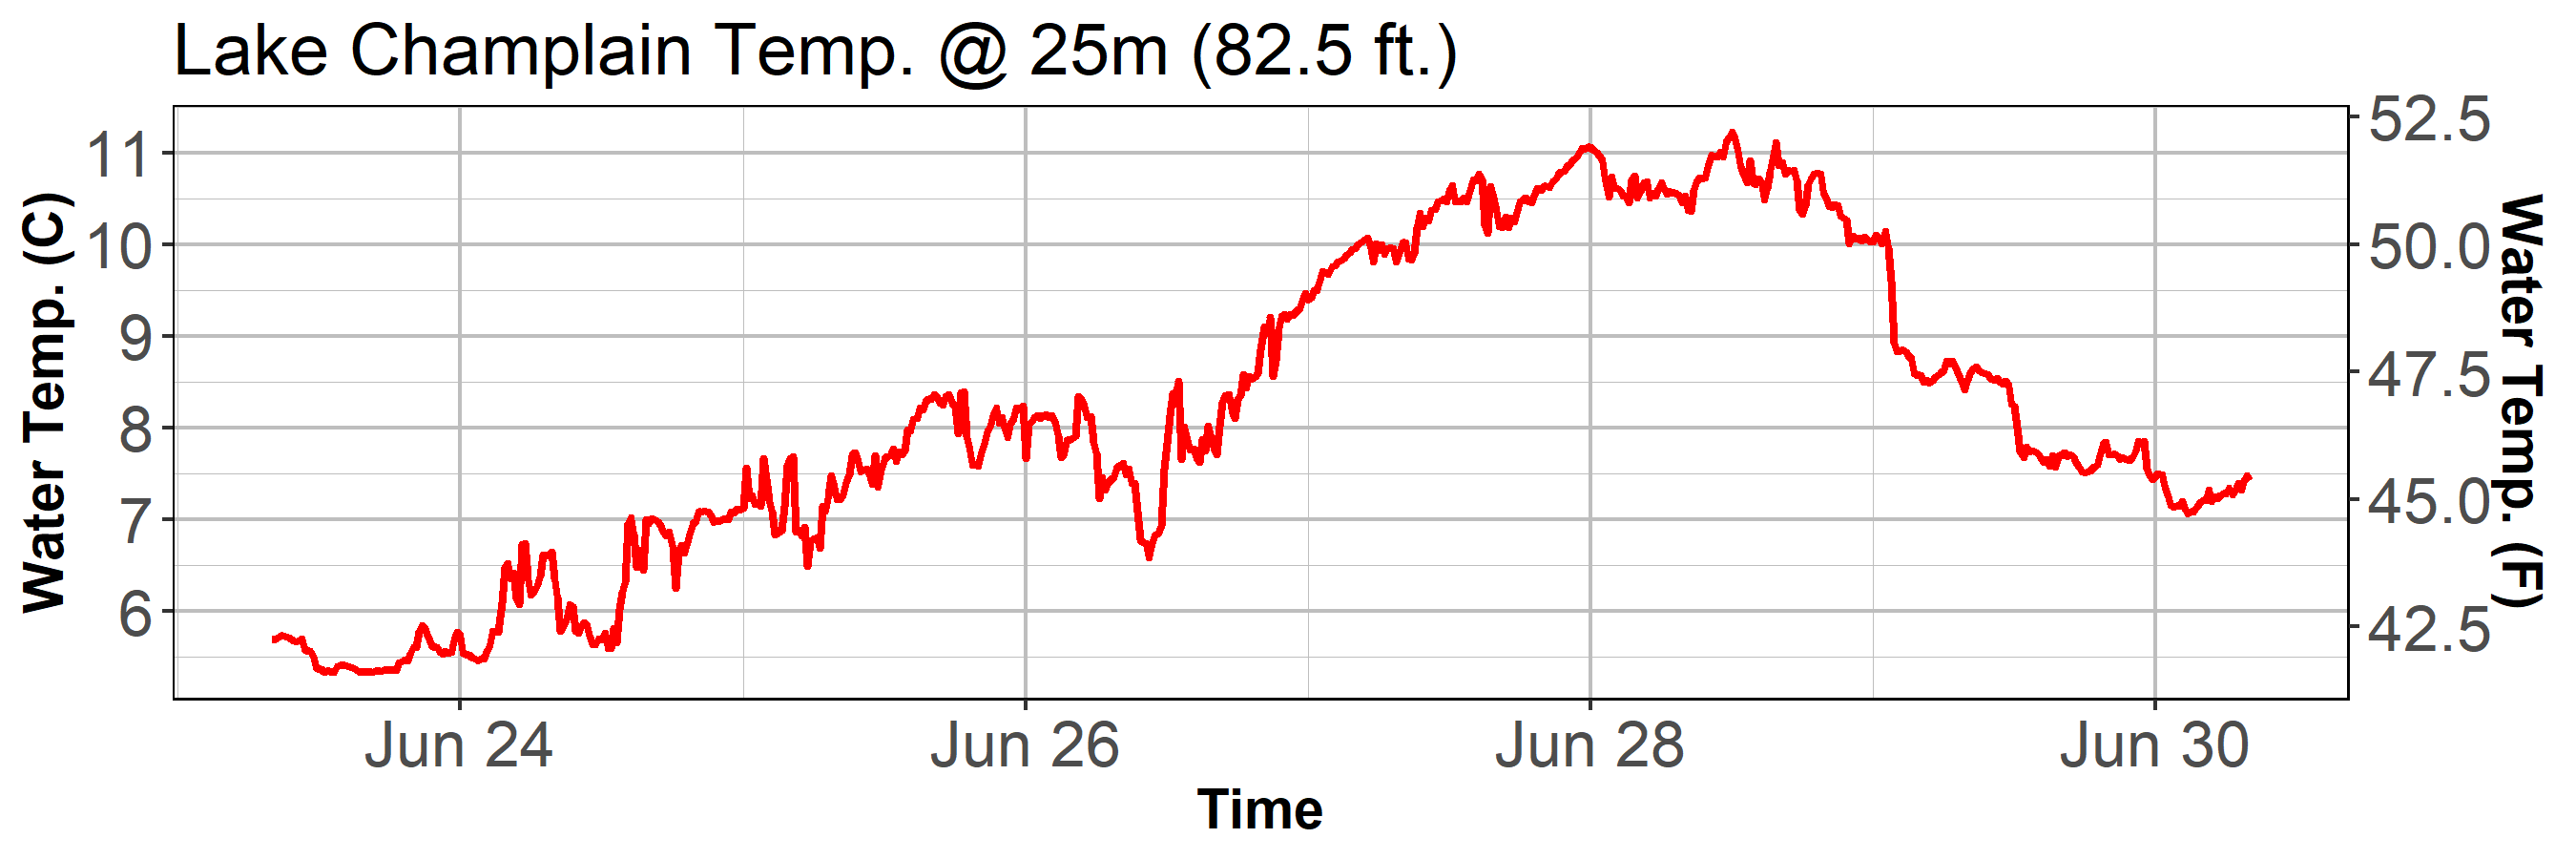 Lake Champlain Temp. @ 25m (82.5 ft.)
Water Temp. (C)
11
10
9
8
7
6
52.5
50.0
47.5
45.0
42.5
Water Temp. (F)
Jun 24
Jun 26
Jun 28
Jun 30
Time